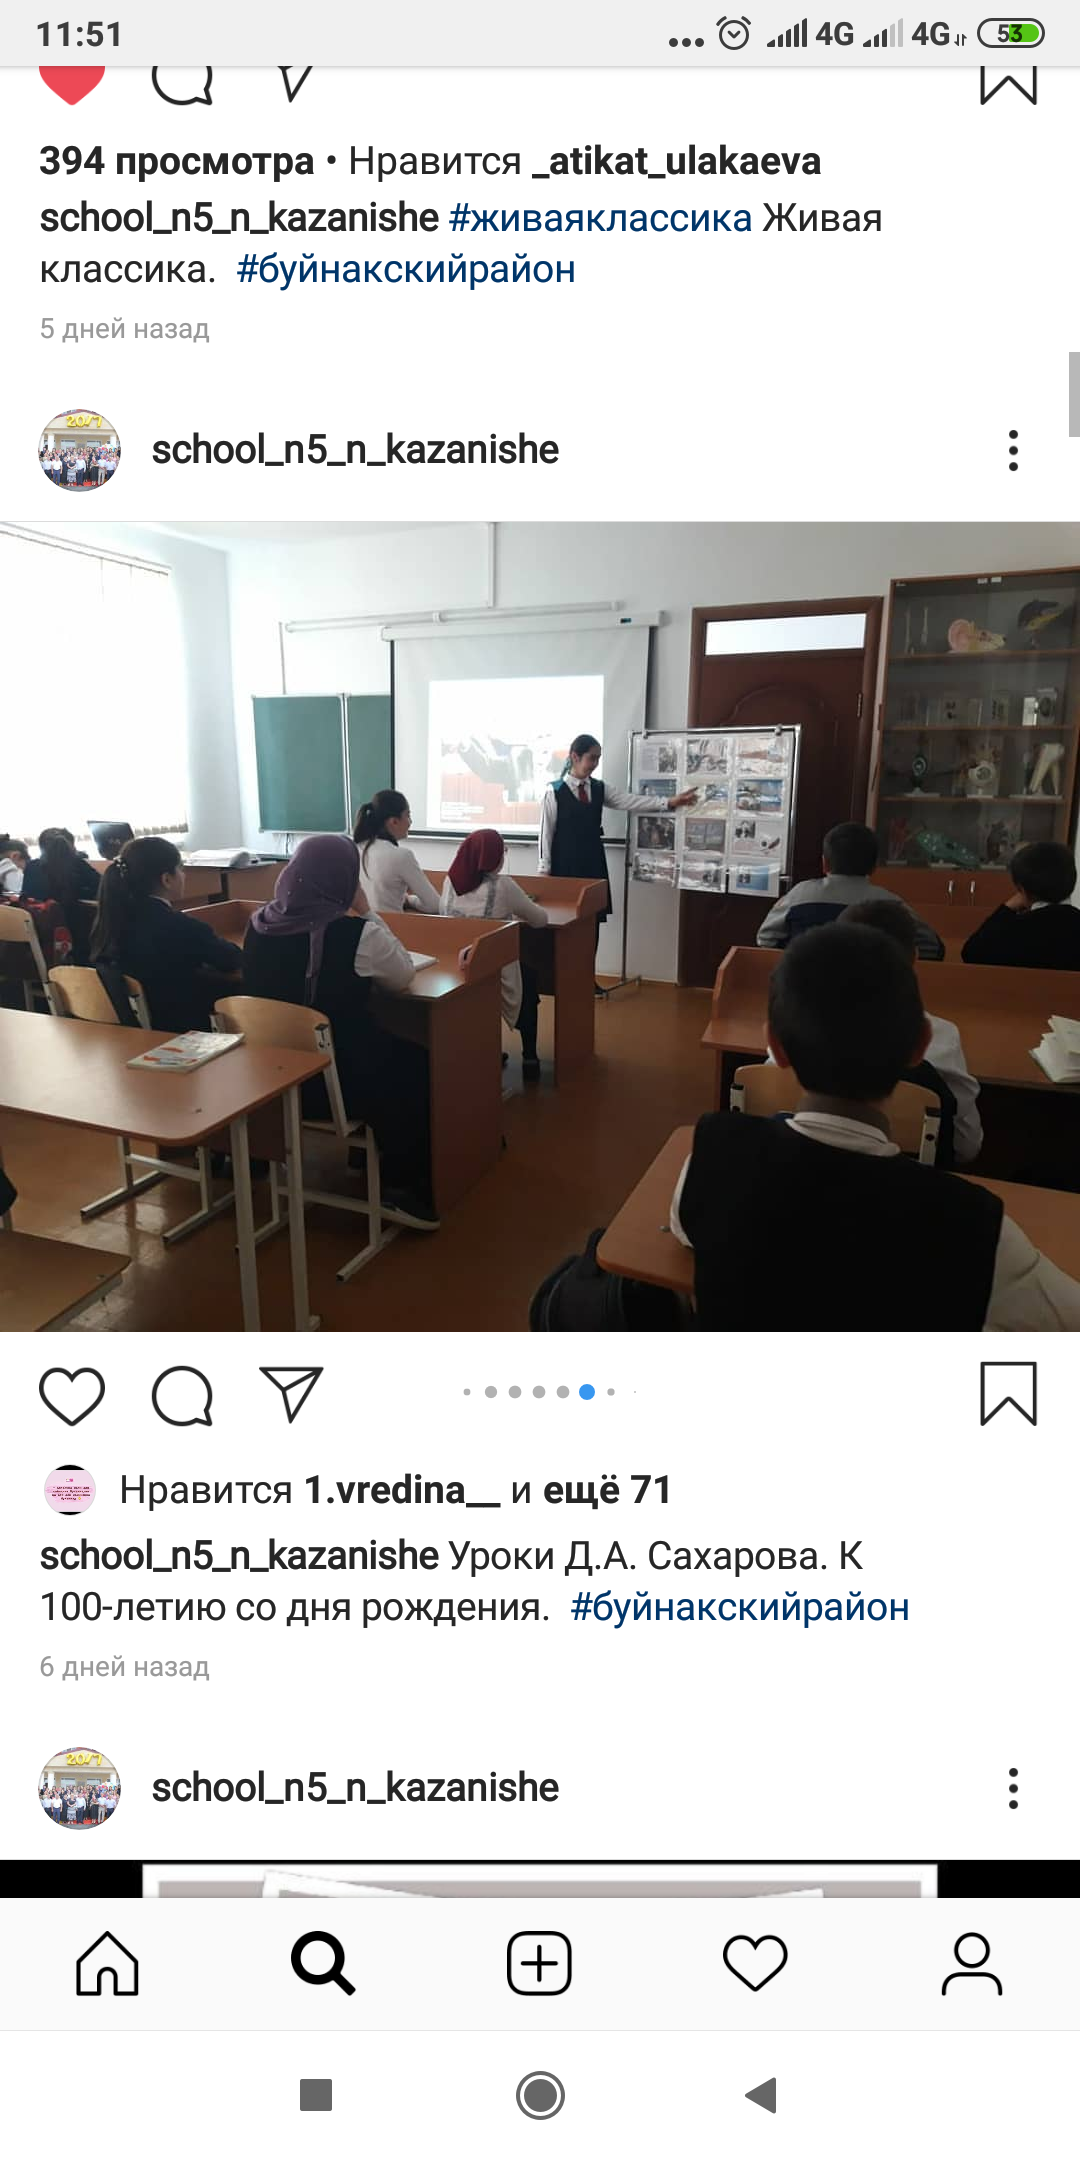 11:51
4G 4G 53
394 просмотра • Нравится _atikat_ulakaeva
school_n5_n_kazanishe #живаяклассика Живая
классика. #буйнакскийрайон
5 дней назад
school_n5_n_kazanishe
Нравится 1.vredina__ и ещё 71
school_n5_n_kazanishe Уроки Д.А. Сахарова. К
100-летию со дня рождения. #буйнакскийрайон
6 дней назад
school_n5_n_kazanishe